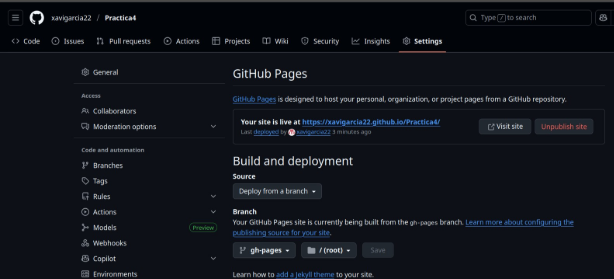 xavigarcia22 / Practica4
Type / to search
Code Issues Pull requests Actions Projects Wiki Security Insights Settings
General
Access
Collaborators
Moderation options
Code and automation
Branches
Tags
Rules
Actions
Models Preview
Webhooks
Copilot
Environments
GitHub Pages
GitHub Pages is designed to host your personal, organization, or project pages from a GitHub repository.
Your site is live at https://xavigarcia22.github.io/Practica4/
Last deployed by xavigarcia22 3 minutes ago
Visit site
Unpublish site
Build and deployment
Source
Deploy from a branch
Branch
Your GitHub Pages site is currently being built from the gh-pages branch. Learn more about configuring the
publishing source for your site.
gh-pages / (root) Save
Learn how to add a Jekyll theme to your site.